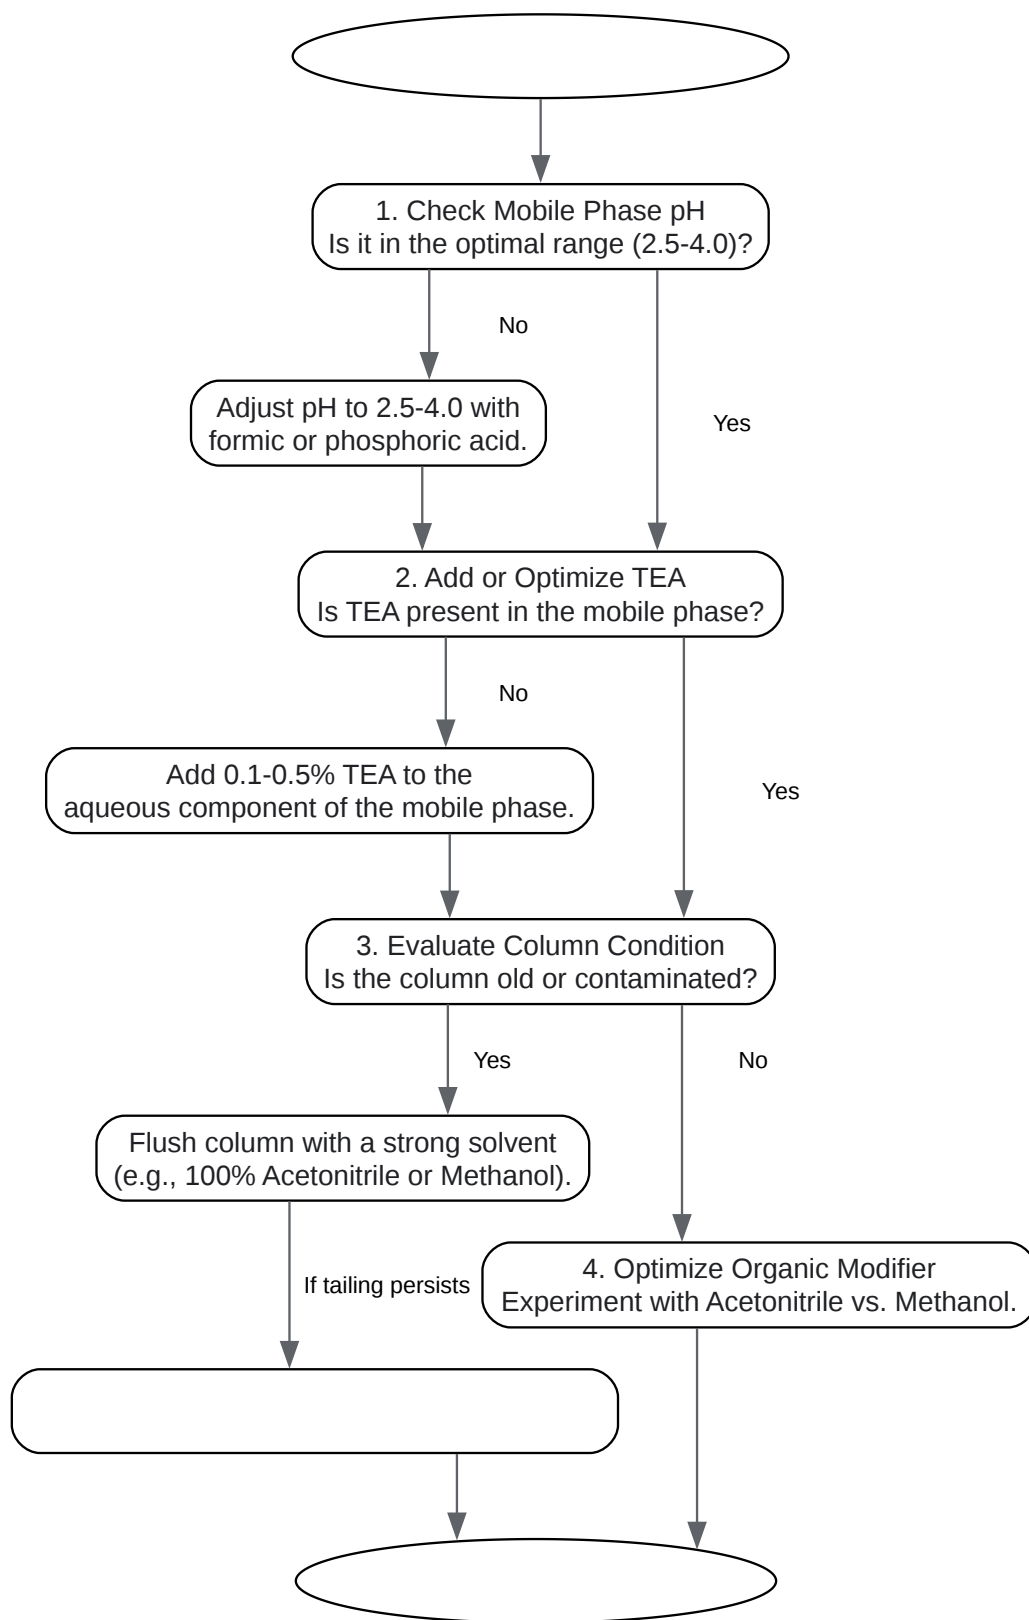 1. Check Mobile Phase pH
Is it in the optimal range (2.5-4.0)?
No
Adjust pH to 2.5-4.0 with
formic or phosphoric acid.
Yes
2. Add or Optimize TEA
Is TEA present in the mobile phase?
No
Add 0.1-0.5% TEA to the
aqueous component of the mobile phase.
Yes
3. Evaluate Column Condition
Is the column old or contaminated?
Yes
No
Flush column with a strong solvent
(e.g., 100% Acetonitrile or Methanol).
If tailing persists
4. Optimize Organic Modifier
Experiment with Acetonitrile vs. Methanol.